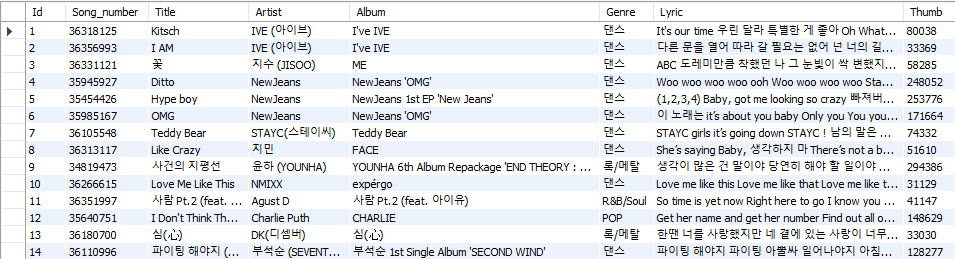 Id Song_number Title Artist Album Genre Lyric Thumb
1 36318125 Kitsch IVE (아이브) I've IVE 댄스 It's our time 우린 달라 특별한 게 좋아 Oh What... 80038
2 36356993 I AM IVE (아이브) I've IVE 댄스 다른 문을 열어 따라 갈 필요는 없어 넌 너의 길... 33369
3 36331121 꽃 지수 (JISOO) ME 댄스 ABC 도레미만큼 착했던 나 그 눈빛이 싹 변했지... 58285
4 35945927 Ditto NewJeans NewJeans 'OMG' 댄스 Woo woo woo woo ooh Woo woo woo woo Sta... 248052
5 35454426 Hype boy NewJeans NewJeans 1st EP 'New Jeans' 댄스 (1,2,3,4) Baby, got me looking so crazy 빠져버... 253776
6 35985167 OMG NewJeans NewJeans 'OMG' 댄스 이 노래는 it's about you baby Only you You you... 171664
7 36105548 Teddy Bear STAYC(스테이씨) Teddy Bear 댄스 STAYC girls it's going down STAYC ! 남의 말은 ... 74332
8 36313117 Like Crazy 지민 FACE 댄스 She's saying Baby, 생각하지 마 There's not a b... 51610
9 34819473 사건의 지평선 윤하 (YOUNHA) YOUNHA 6th Album Repackage 'END THEORY : ... 록/메탈 생각이 많은 건 말이야 당연히 해야 할 일이야 ... 294386
10 36266615 Love Me Like This NMIXX expérgo 댄스 Love me like this Love me like that Love me like t... 31129
11 36351997 사람 Pt.2 (feat. ... Agust D 사람 Pt.2 (feat. 아이유) R&B/Soul So time is yet now Right here to go I know you ... 41147
12 35640751 I Don't Think Th... Charlie Puth CHARLIE POP Get her name and get her number Find out all o... 148629
13 36180700 심(心) DK(디셈버) 심(心) 록/메탈 한땐 너를 사랑했지만 네 곁에 있는 사랑이 너무... 33030
14 36110996 파이팅 해야지 (... 부석순 (SEVENT... 부석순 1st Single Album 'SECOND WIND' 댄스 파이팅 해야지 파이팅 아뿔싸 일어나야지 아침... 128277